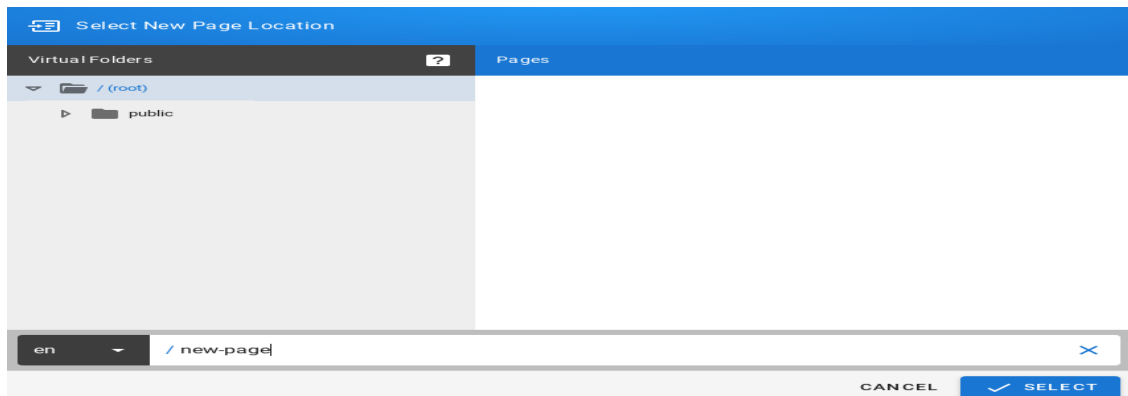 Select New Page Location
Virtual Folders ? Pages
/ (root)
public
en / new-page
CANCEL SELECT